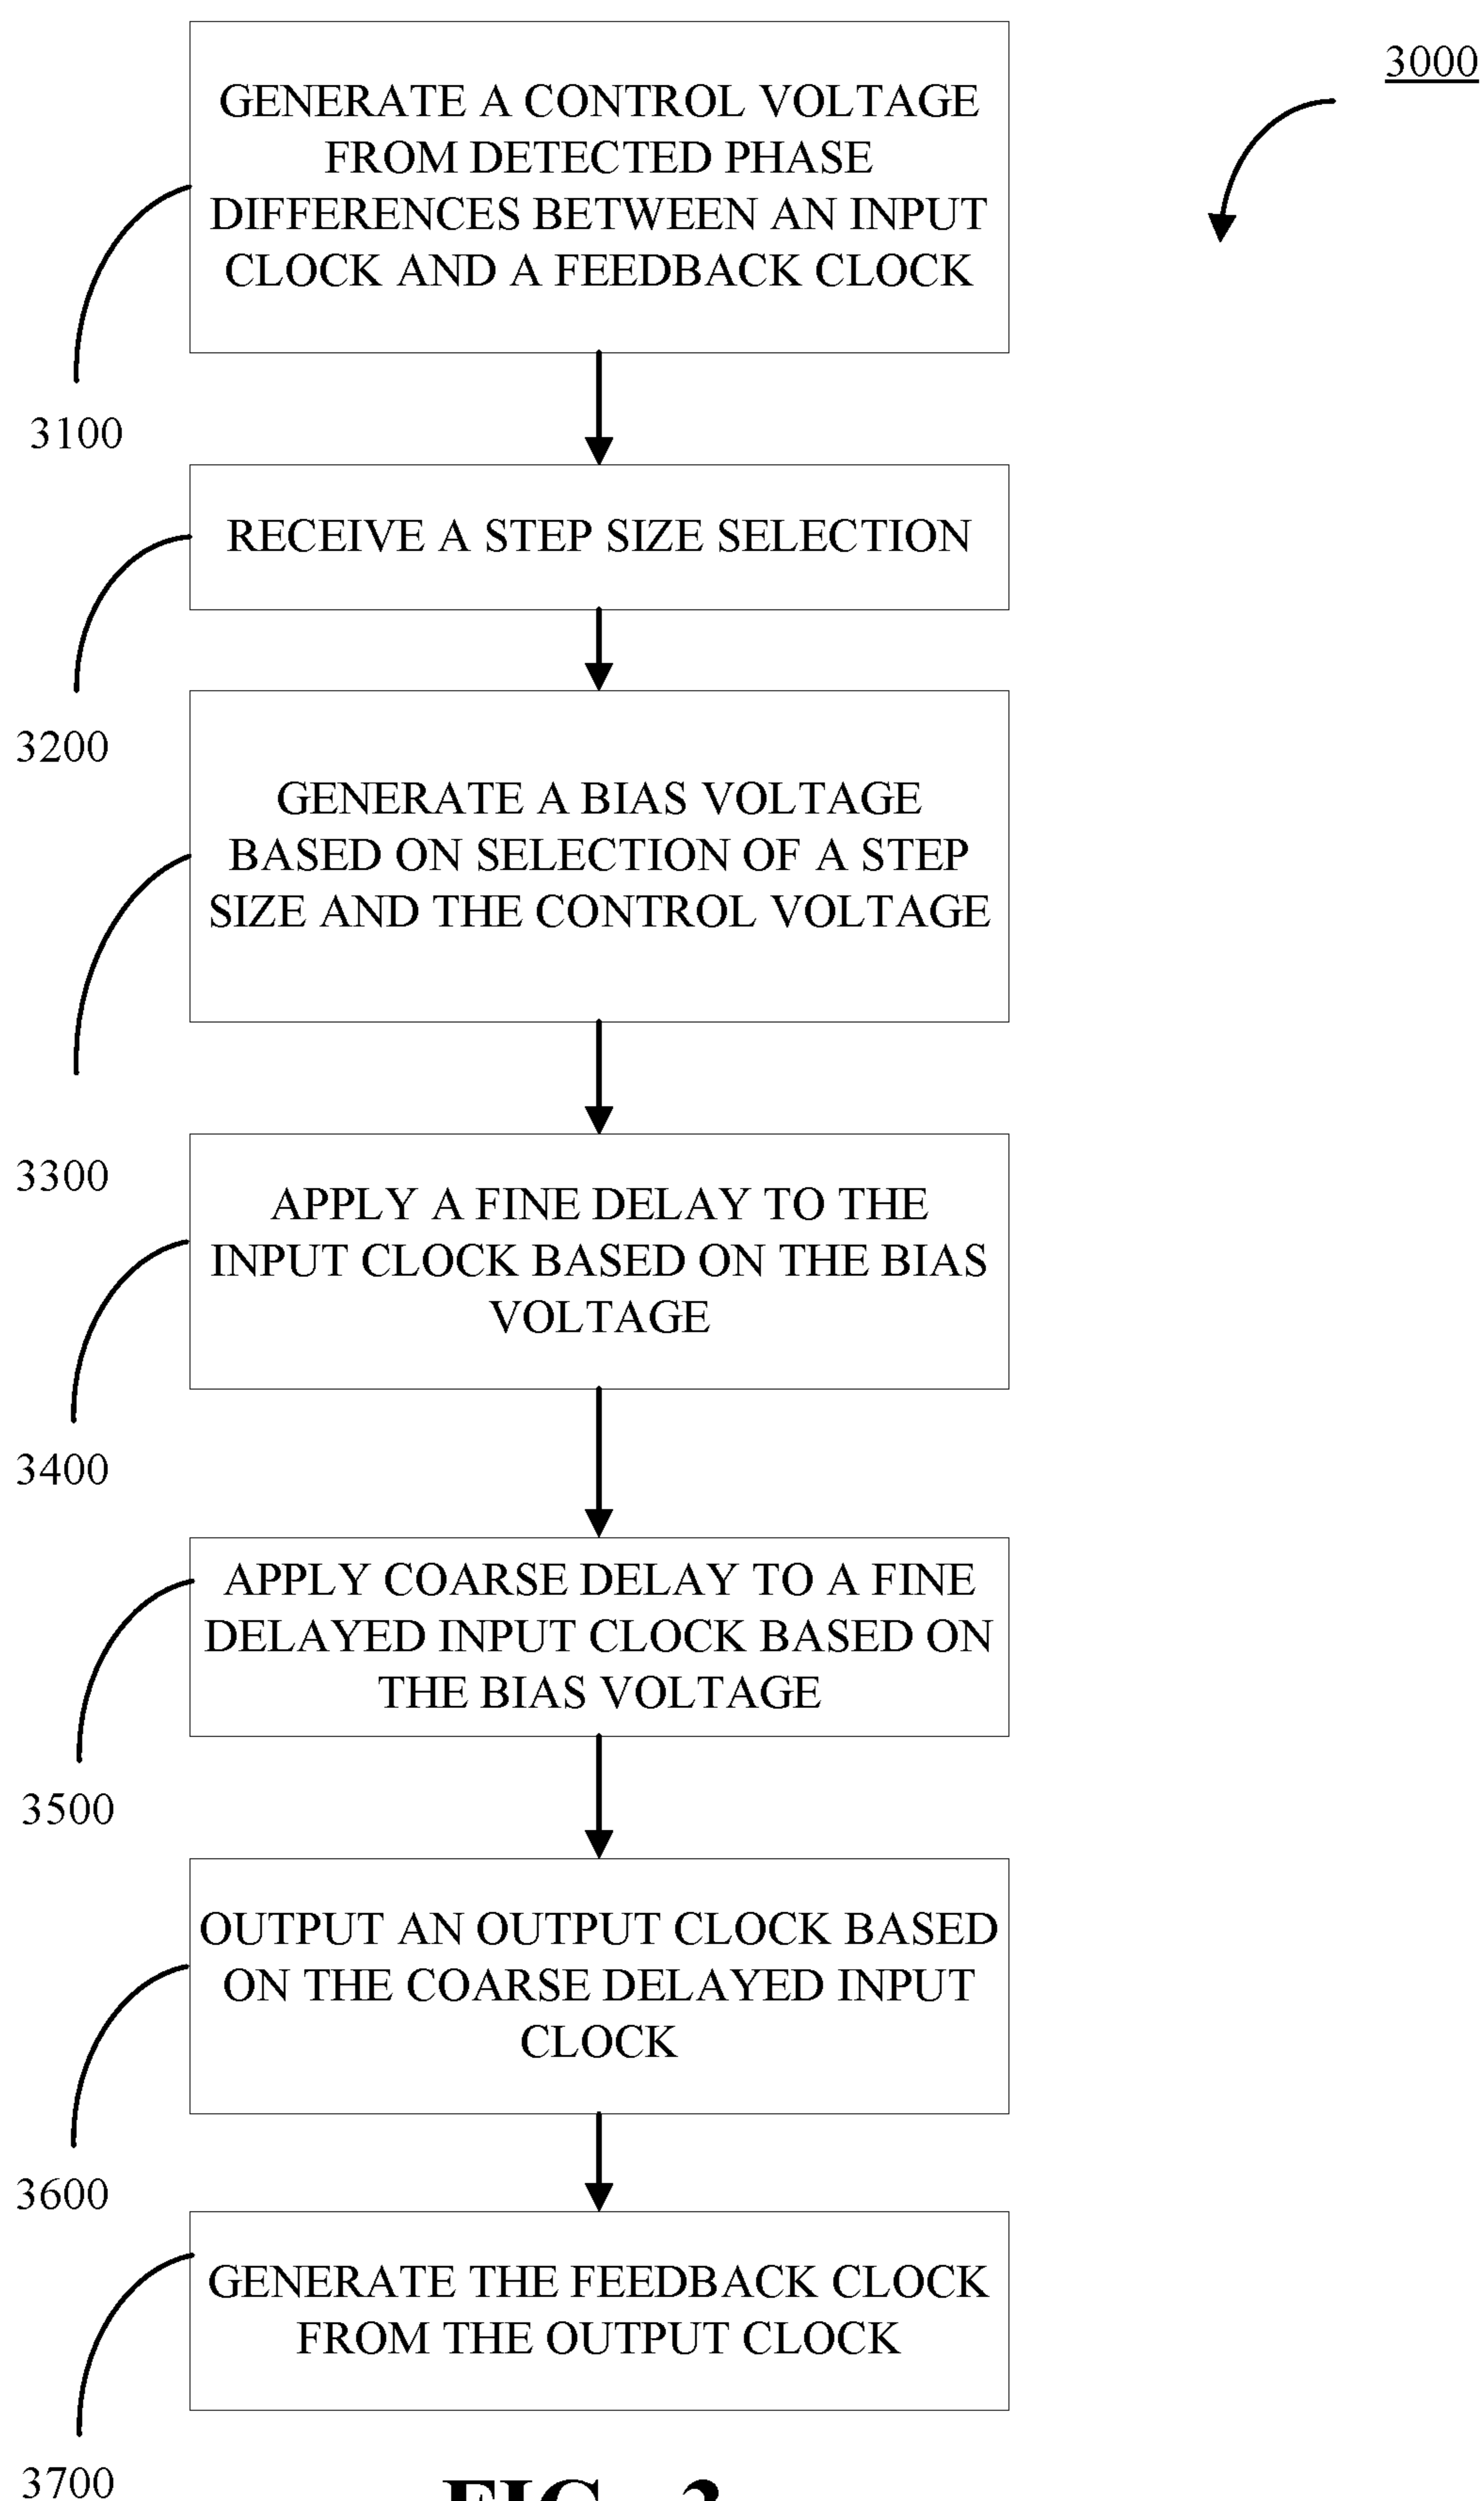 3000
GENERATE A CONTROL VOLTAGE
FROM DETECTED PHASE
DIFFERENCES BETWEEN AN INPUT
CLOCK AND A FEEDBACK CLOCK
3100
RECEIVE A STEP SIZE SELECTION
3200
GENERATE A BIAS VOLTAGE
BASED ON SELECTION OF A STEP
SIZE AND THE CONTROL VOLTAGE
3300
APPLY A FINE DELAY TO THE
INPUT CLOCK BASED ON THE BIAS
VOLTAGE
3400
APPLY COARSE DELAY TO A FINE
DELAYED INPUT CLOCK BASED ON
THE BIAS VOLTAGE
3500
OUTPUT AN OUTPUT CLOCK BASED
ON THE COARSE DELAYED INPUT
CLOCK
3600
GENERATE THE FEEDBACK CLOCK
FROM THE OUTPUT CLOCK
3700